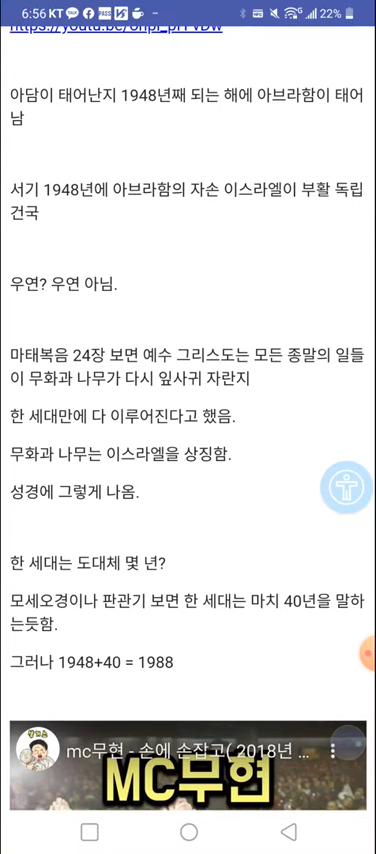 6:56 KT TALK PASS 22%
https://youtu.be/
아담이 태어난지 1948년째 되는 해에 아브라함이 태어
남
서기 1948년에 아브라함의 자손 이스라엘이 부활 독립
건국
우연? 우연 아님.
마태복음 24장 보면 예수 그리스도는 모든 종말의 일들
이 무화과 나무가 다시 잎사귀 자란지
한 세대만에 다 이루어진다고 했음.
무화과 나무는 이스라엘을 상징함.
성경에 그렇게 나옴.
한 세대는 도대체 몇 년?
모세오경이나 판관기 보면 한 세대는 마치 40년을 말하
는듯함.
그러나 1948+40 = 1988
mc무현 - 손에 손잡고( 2018년 ...
MC무현